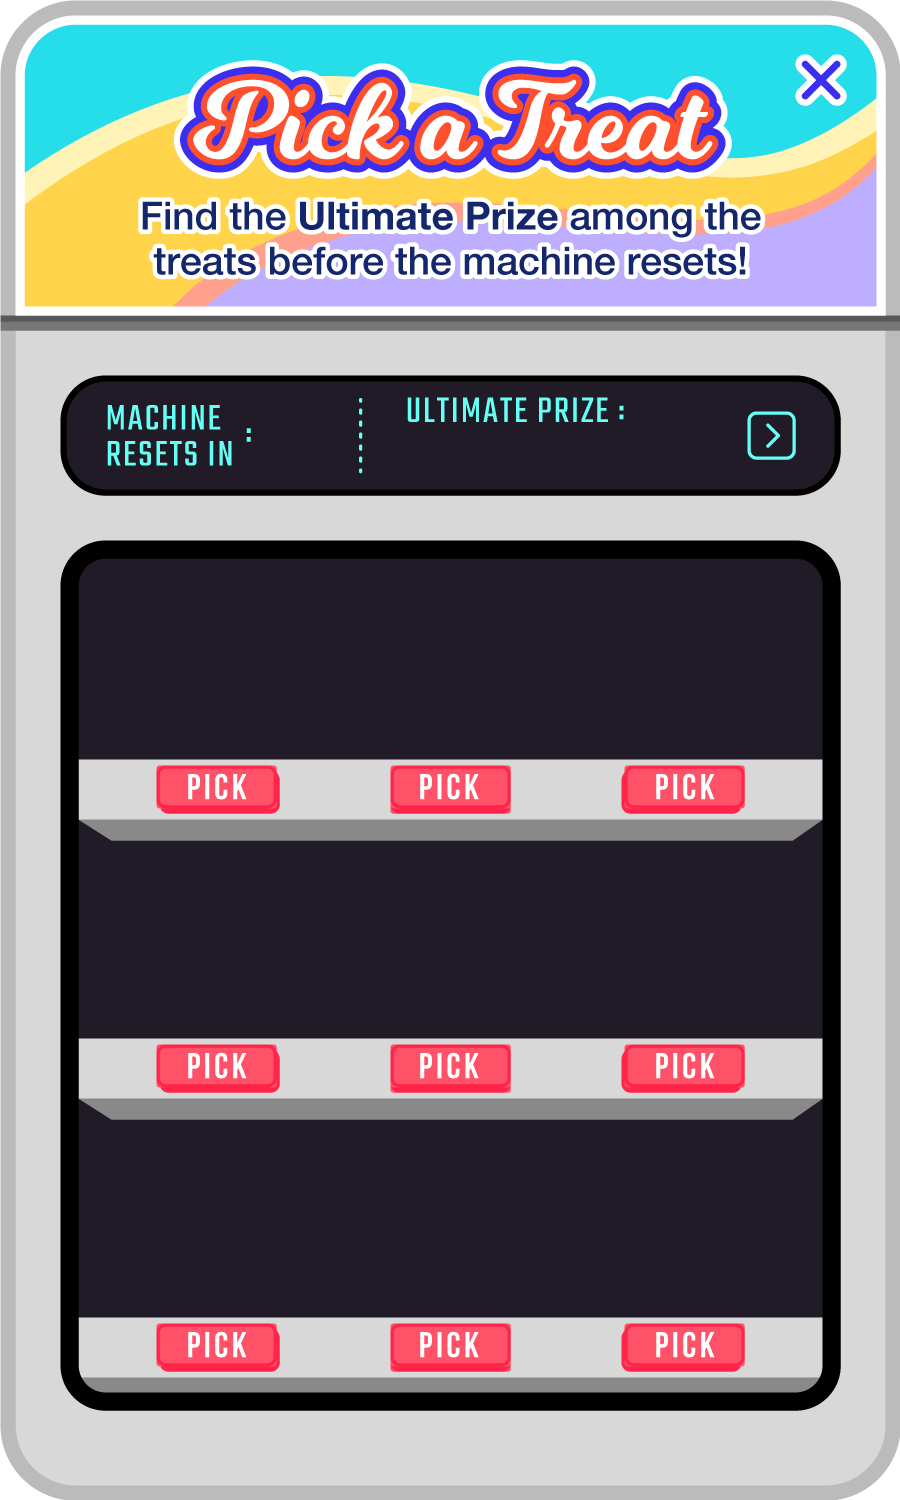 Pick a Treat
Find the Ultimate Prize among the
treats before the machine resets!
MACHINE
RESETS IN :
ULTIMATE PRIZE :
PICK PICK PICK
PICK PICK PICK
PICK PICK PICK